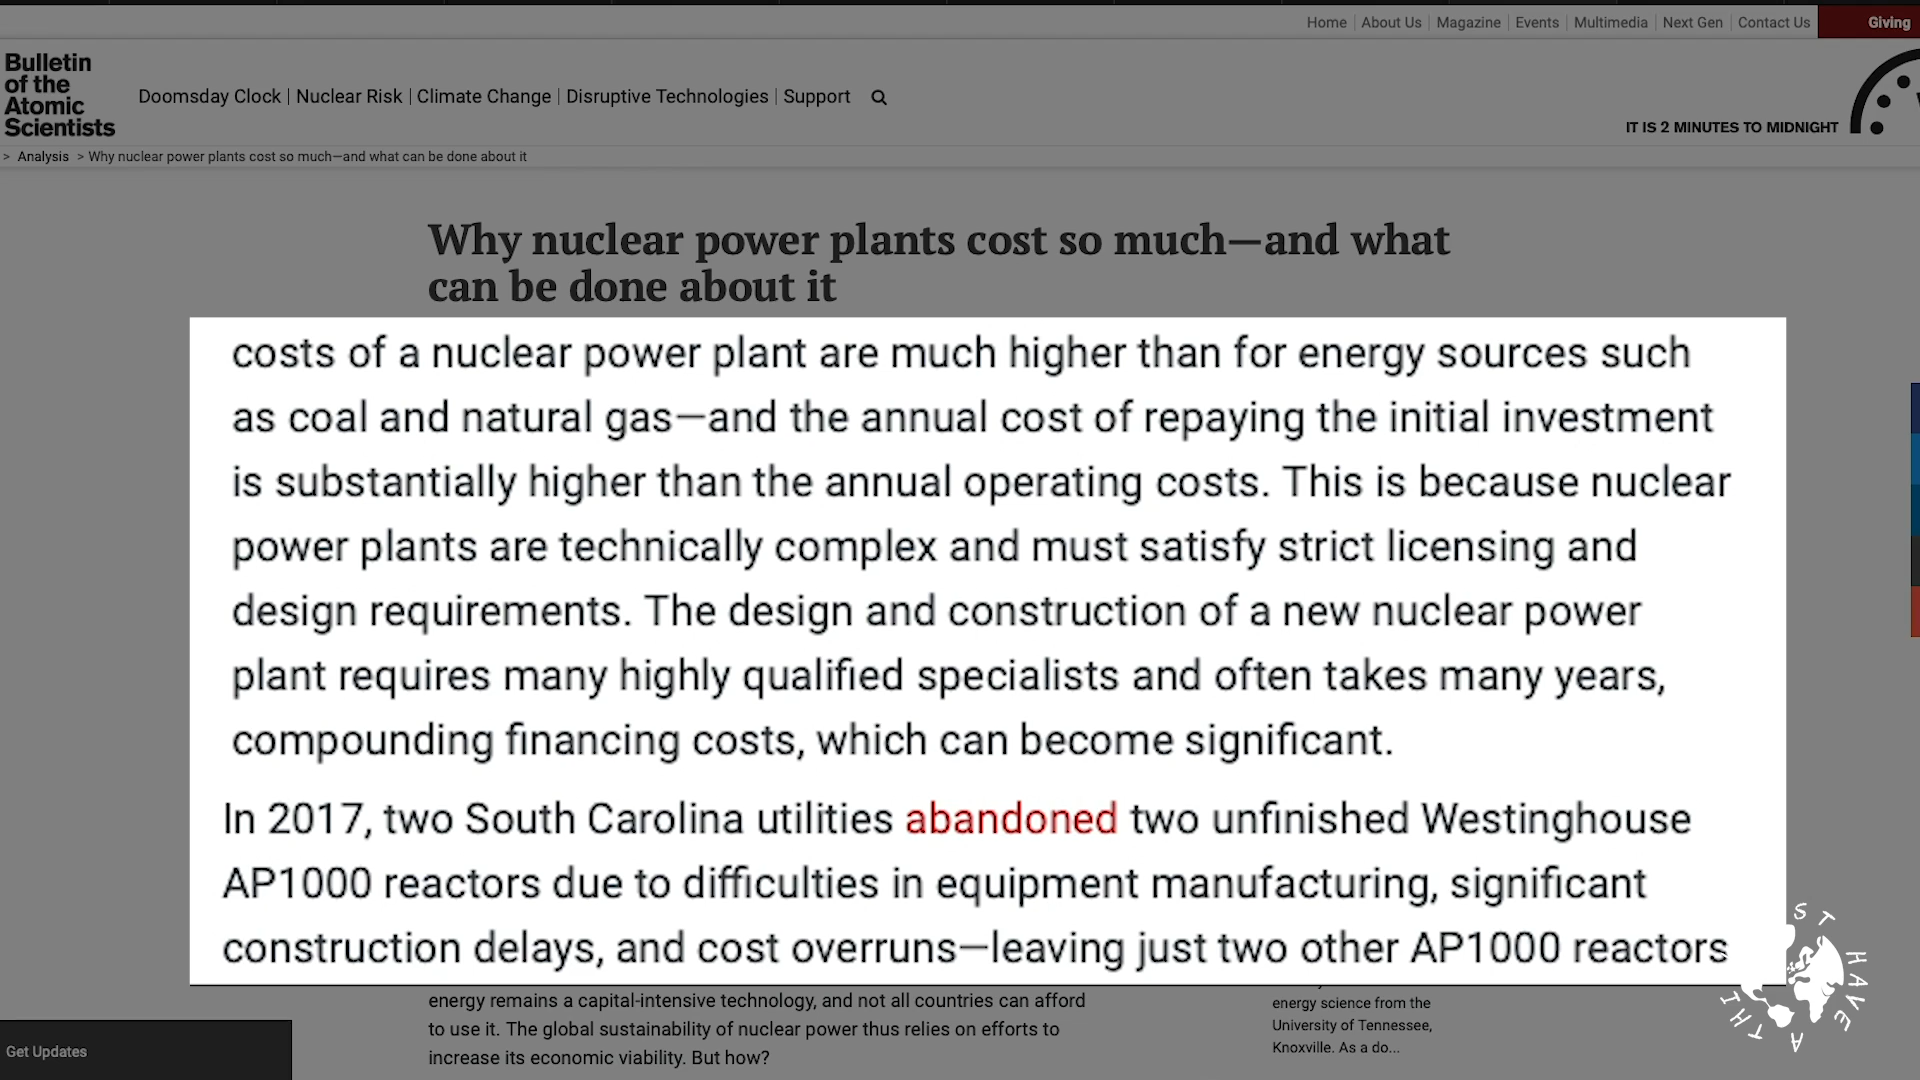 Home | About Us | Magazine | Events | Multimedia | Next Gen | Contact Us
Giving
Bulletin
of the
Atomic
Scientists
Doomsday Clock | Nuclear Risk | Climate Change | Disruptive Technologies | Support
IT IS 2 MINUTES TO MIDNIGHT
> Analysis > Why nuclear power plants cost so much—and what can be done about it
Why nuclear power plants cost so much—and what
can be done about it
costs of a nuclear power plant are much higher than for energy sources such
as coal and natural gas—and the annual cost of repaying the initial investment
is substantially higher than the annual operating costs. This is because nuclear
power plants are technically complex and must satisfy strict licensing and
design requirements. The design and construction of a new nuclear power
plant requires many highly qualified specialists and often takes many years,
compounding financing costs, which can become significant.
In 2017, two South Carolina utilities abandoned two unfinished Westinghouse
AP1000 reactors due to difficulties in equipment manufacturing, significant
construction delays, and cost overruns—leaving just two other AP1000 reactors
energy remains a capital-intensive technology, and not all countries can afford
to use it. The global sustainability of nuclear power thus relies on efforts to
increase its economic viability. But how?
energy science from the
University of Tennessee,
Knoxville. As a do...
Get Updates
ST HAVE A TH